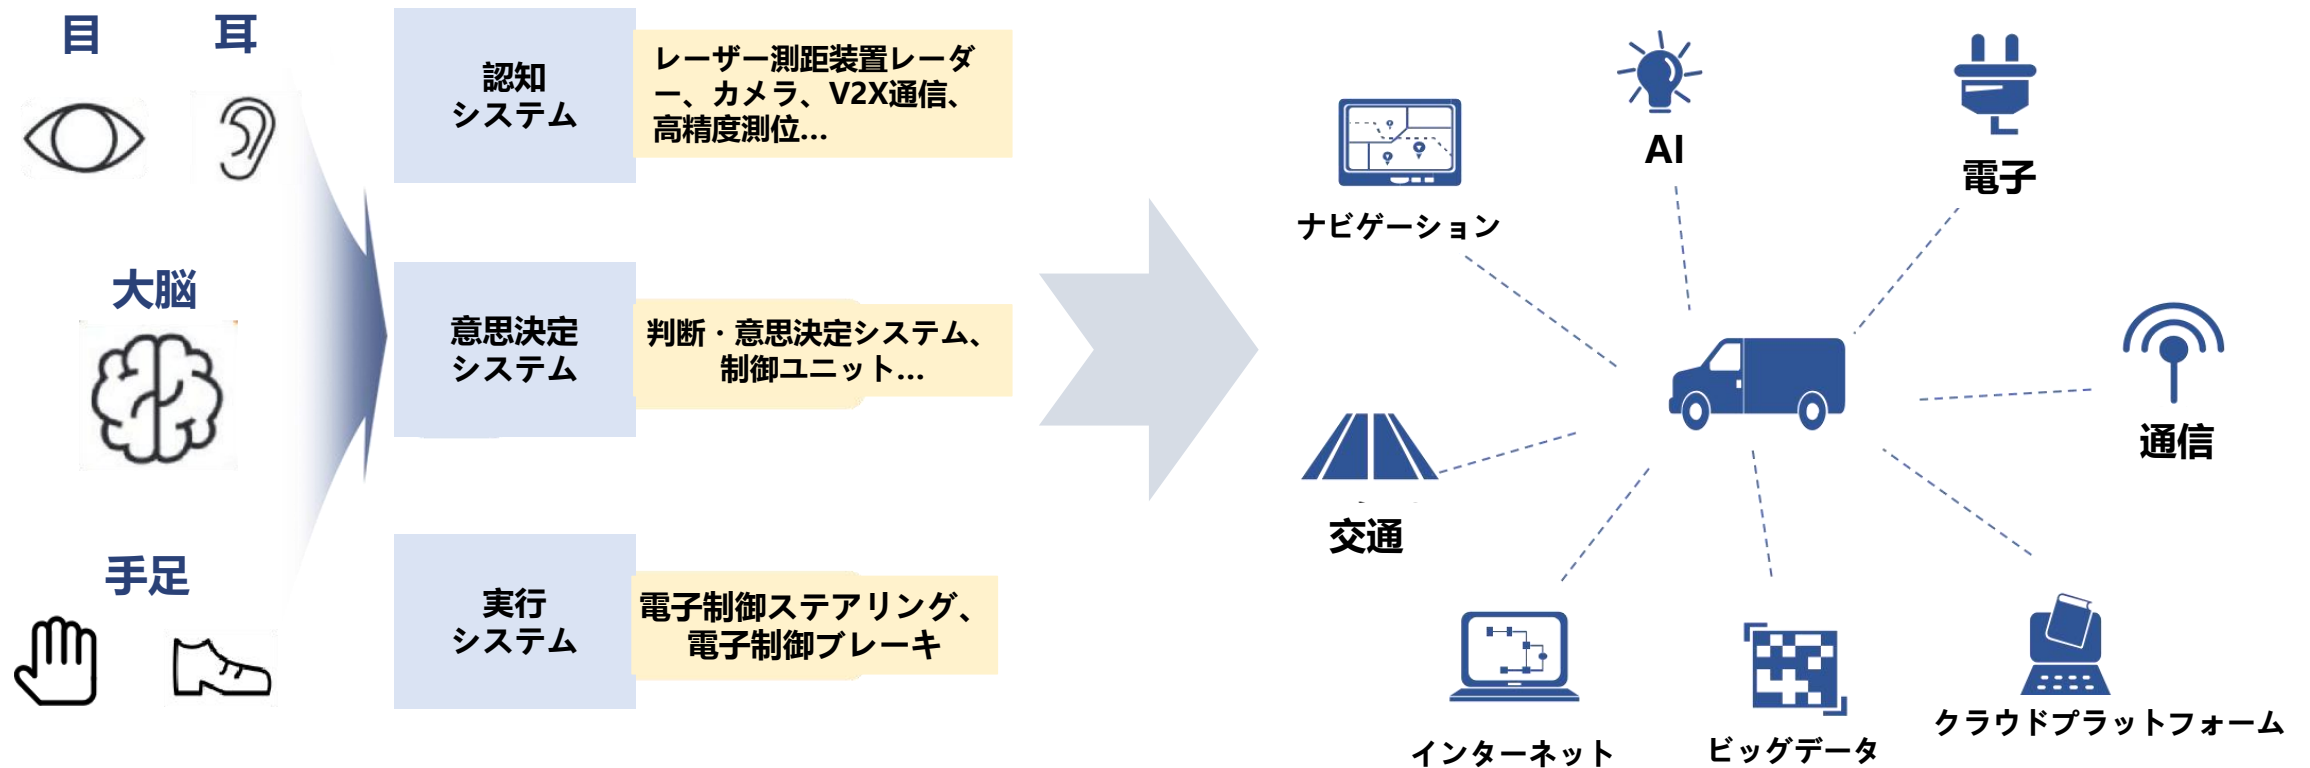 目 耳
認知
システム
レーザー測距装置レーダ
ー、カメラ、V2X通信、
高精度測位...
大脳
意思決定
システム
判断・意思決定システム、
制御ユニット...
手足
実行
システム
電子制御ステアリング、
電子制御ブレーキ
AI
電子
ナビゲーション
通信
交通
インターネット
ビッグデータ
クラウドプラットフォーム